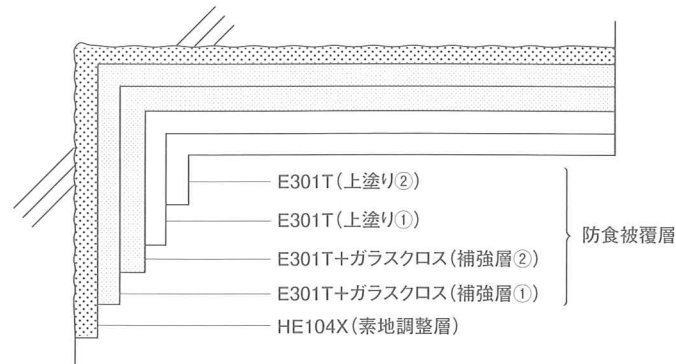 E301T（上塗り②）
E301T（上塗り①）
E301T＋ガラスクロス（補強層②）
E301T＋ガラスクロス（補強層①）
HE104X（素地調整層）
防食被覆層